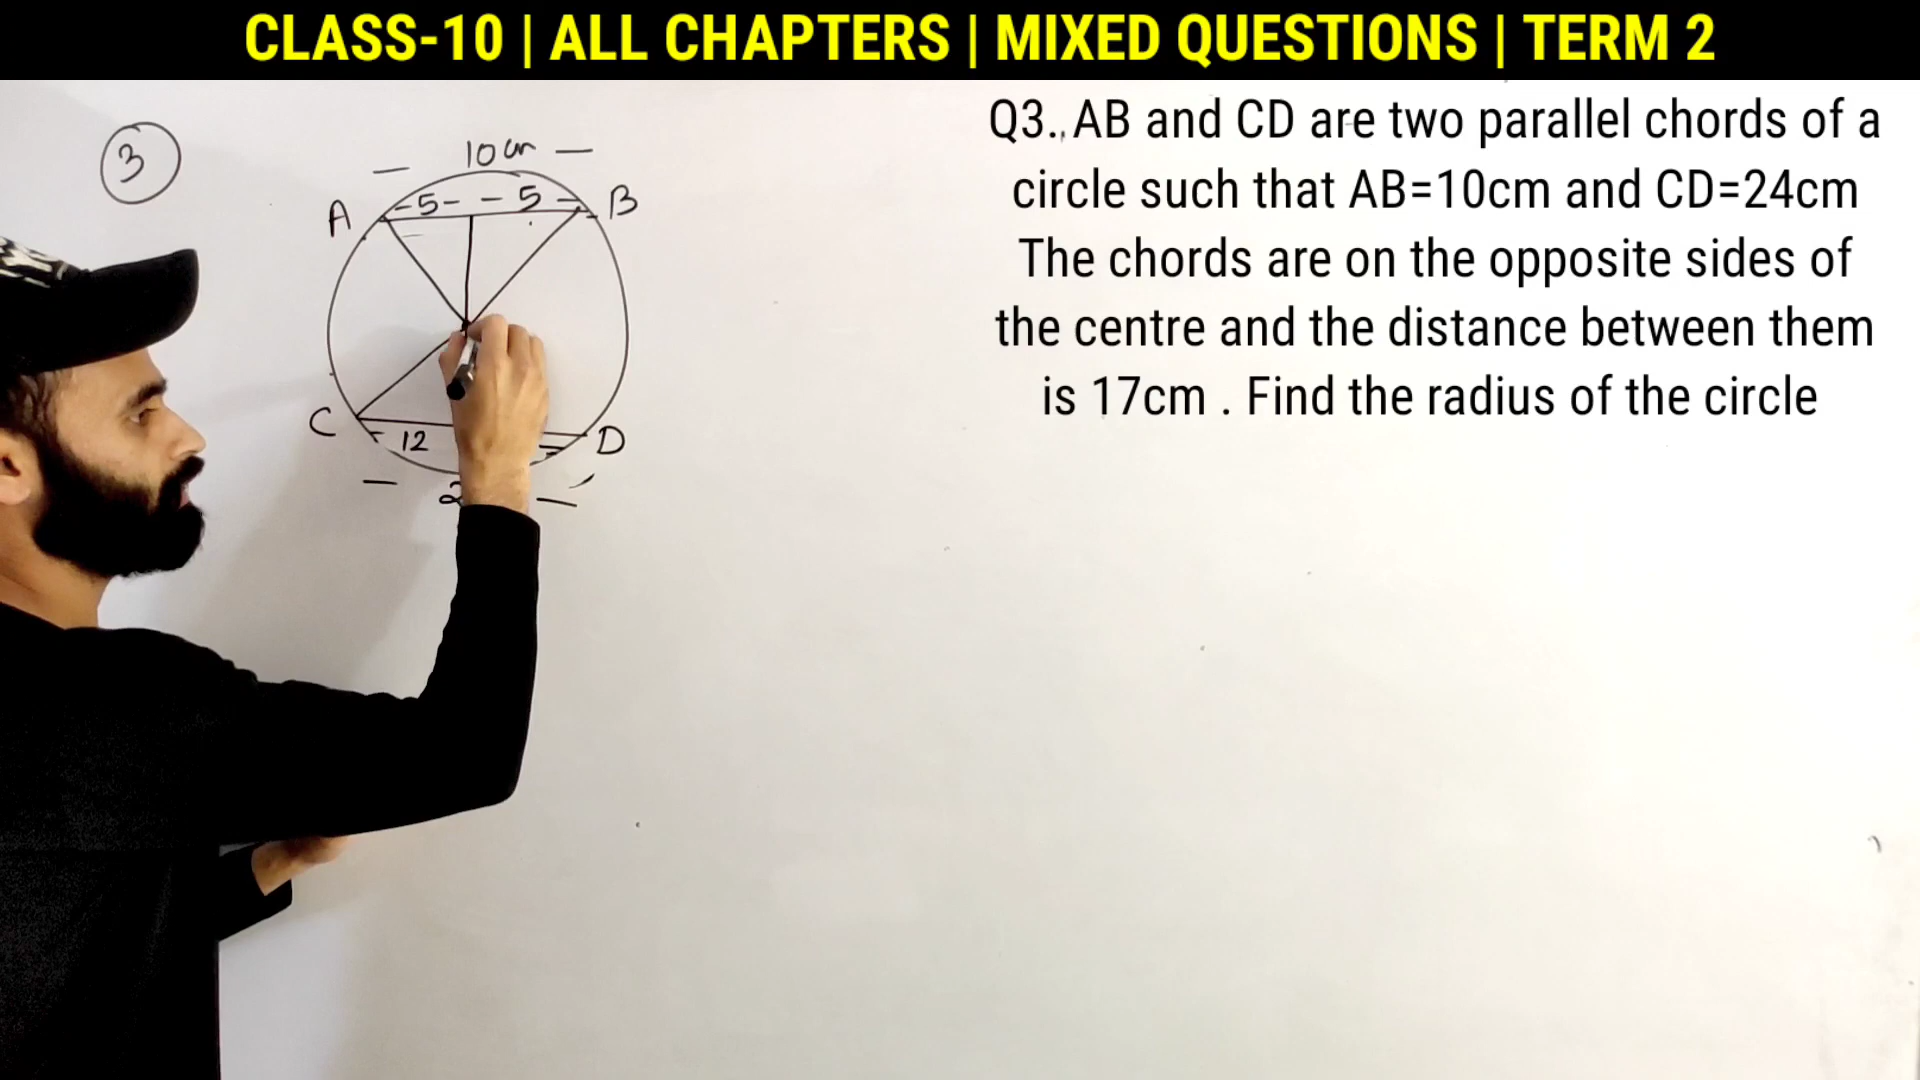 CLASS-10 | ALL CHAPTERS | MIXED QUESTIONS | TERM 2
Q3. AB and CD are two parallel chords of a
circle such that AB=10cm and CD=24cm
The chords are on the opposite sides of
the centre and the distance between them
is 17cm . Find the radius of the circle
3
10 cm
A -5- - 5 - B
C 12 D
2